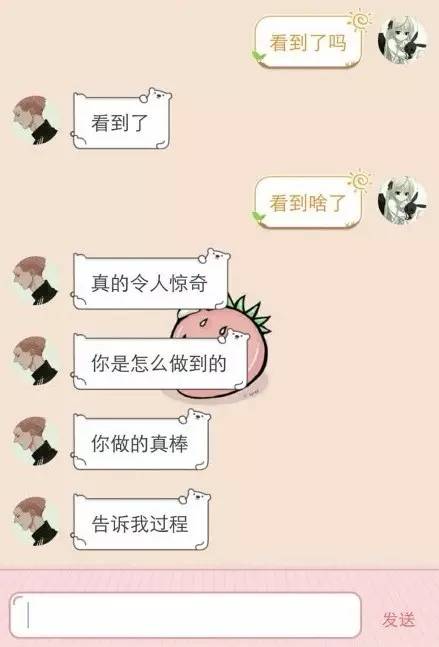 看到了吗
看到了
看到啥了
真的令人惊奇
你是怎么做到的
你做的真棒
告诉我过程
发送